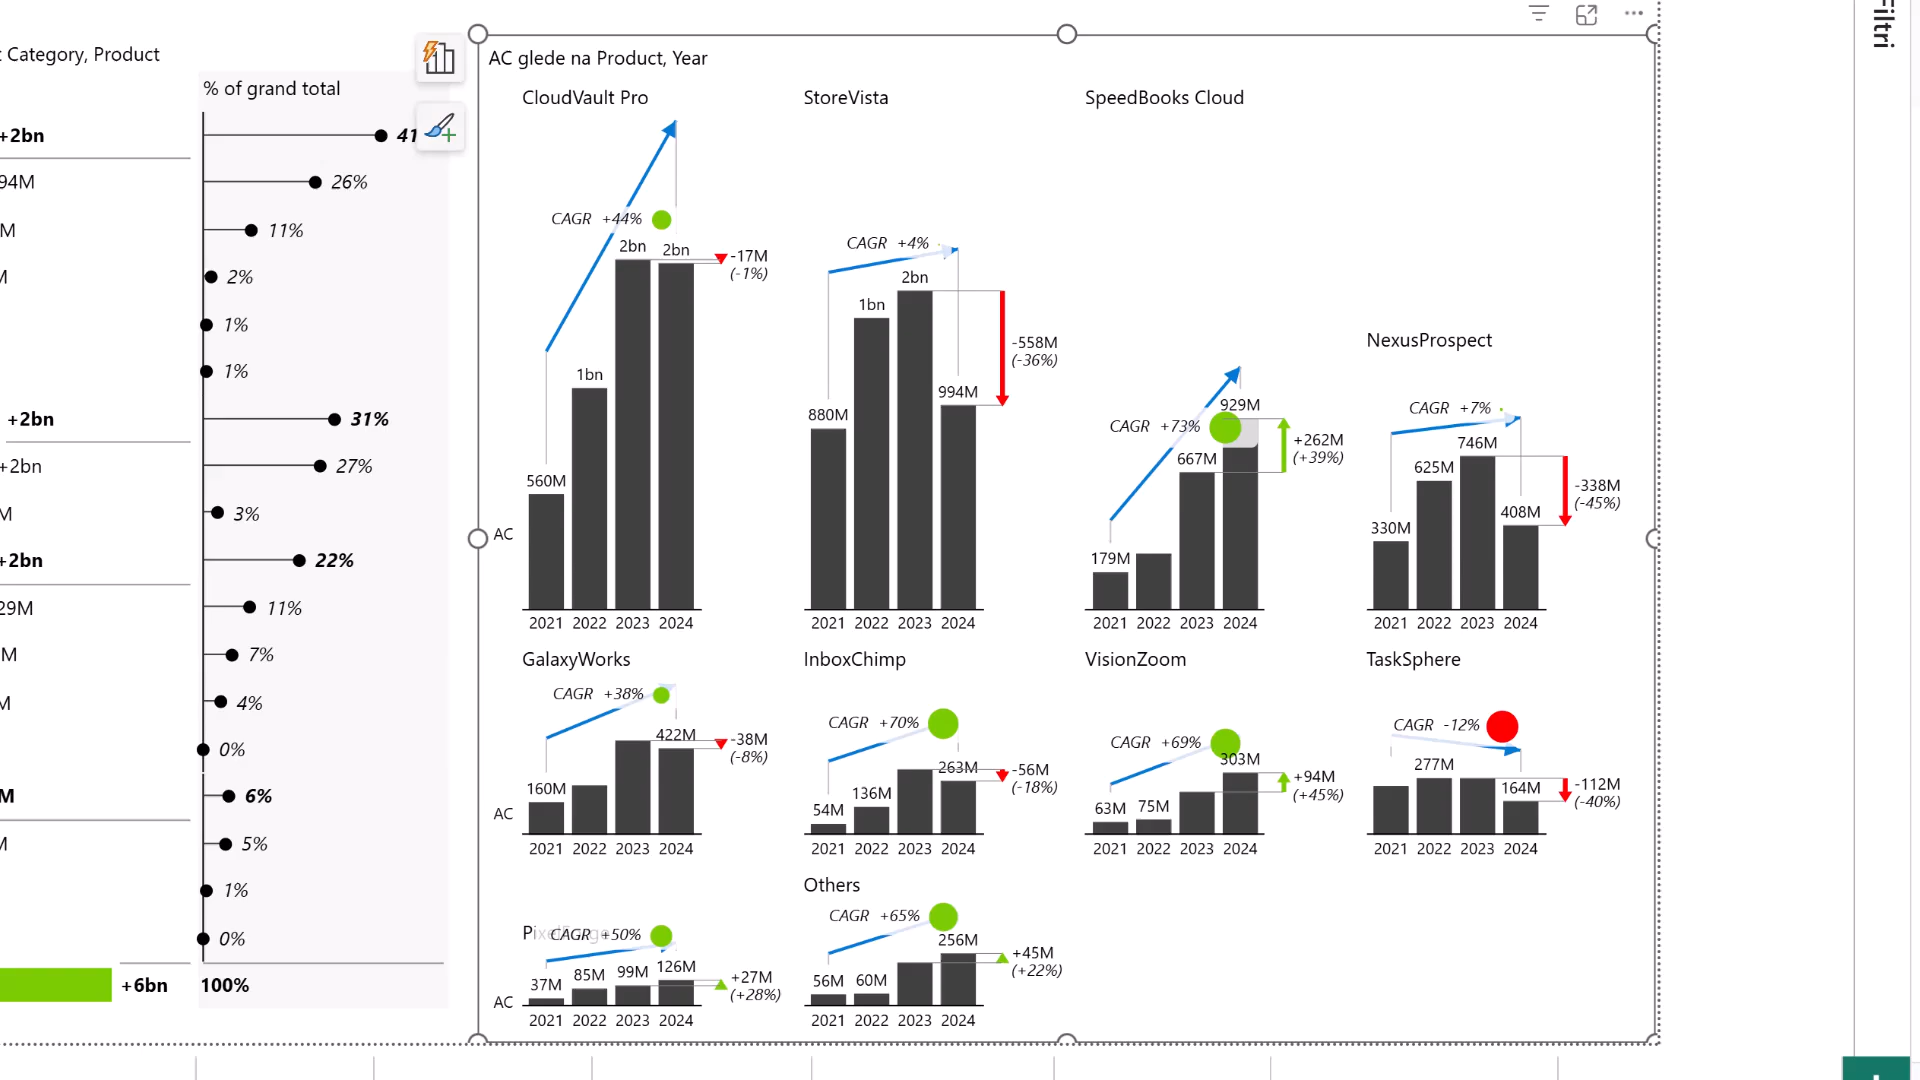 Filtri
: Category, Product
% of grand total
+2bn
41
94M
26%
M
11%
2%
1%
1%
+2bn
31%
+2bn
27%
M
3%
+2bn
22%
29M
11%
M
7%
4%
0%
M
6%
5%
1%
0%
+6bn
100%
AC glede na Product, Year
CloudVault Pro
CAGR +44%
560M
1bn
2bn
2bn
-17M
(-1%)
AC
2021 2022 2023 2024
StoreVista
CAGR +4%
880M
1bn
2bn
994M
-558M
(-36%)
2021 2022 2023 2024
SpeedBooks Cloud
CAGR +73%
179M
667M
929M
+262M
(+39%)
2021 2022 2023 2024
NexusProspect
CAGR +7%
330M
625M
746M
408M
-338M
(-45%)
2021 2022 2023 2024
GalaxyWorks
CAGR +38%
160M
422M
-38M
(-8%)
AC
2021 2022 2023 2024
InboxChimp
CAGR +70%
54M
136M
263M
-56M
(-18%)
2021 2022 2023 2024
VisionZoom
CAGR +69%
63M
75M
303M
+94M
(+45%)
2021 2022 2023 2024
TaskSphere
CAGR -12%
277M
164M
-112M
(-40%)
2021 2022 2023 2024
CAGR +50%
37M
85M
99M
126M
+27M
(+28%)
AC
2021 2022 2023 2024
Others
CAGR +65%
56M
60M
256M
+45M
(+22%)
2021 2022 2023 2024